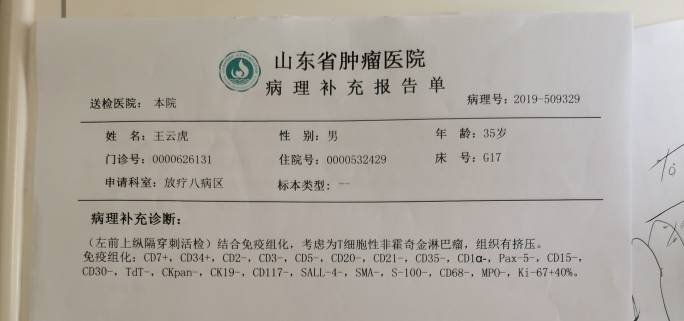 山东省肿瘤医院
病理补充报告单
送检医院: 本院 病理号: 2019-509329
姓 名: 王云虎 性 别: 男 年 龄: 35岁
门诊号: 0000626131 住院号: 0000532429 床 号: G17
申请科室: 放疗八病区 标本类型: --
病理补充诊断:
(左前上纵隔穿刺活检)结合免疫组化,考虑为T细胞性非霍奇金淋巴瘤,组织有挤压。
免疫组化: CD7+, CD34+, CD2-, CD3-, CD5-, CD20-, CD21-, CD35-, CD1α-, Pax-5-, CD15-,
CD30-, TdT-, CKpan-, CK19-, CD117-, SALL-4-, SMA-, S-100-, CD68-, MPO-, Ki-67+40%。